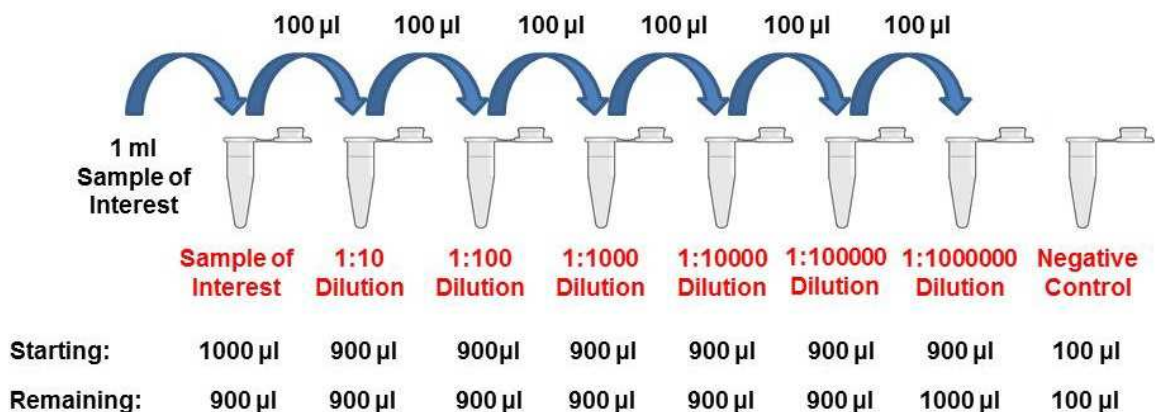 100 µl 100 µl 100 µl 100 µl 100 µl 100 µl
1 ml
Sample of
Interest
Sample of Interest
1:10 Dilution
1:100 Dilution
1:1000 Dilution
1:10000 Dilution
1:100000 Dilution
1:1000000 Dilution
Negative Control
Starting: 1000 µl 900 µl 900µl 900 µl 900 µl 900 µl 900 µl 100 µl
Remaining: 900 µl 900 µl 900 µl 900 µl 900 µl 900 µl 1000 µl 100 µl